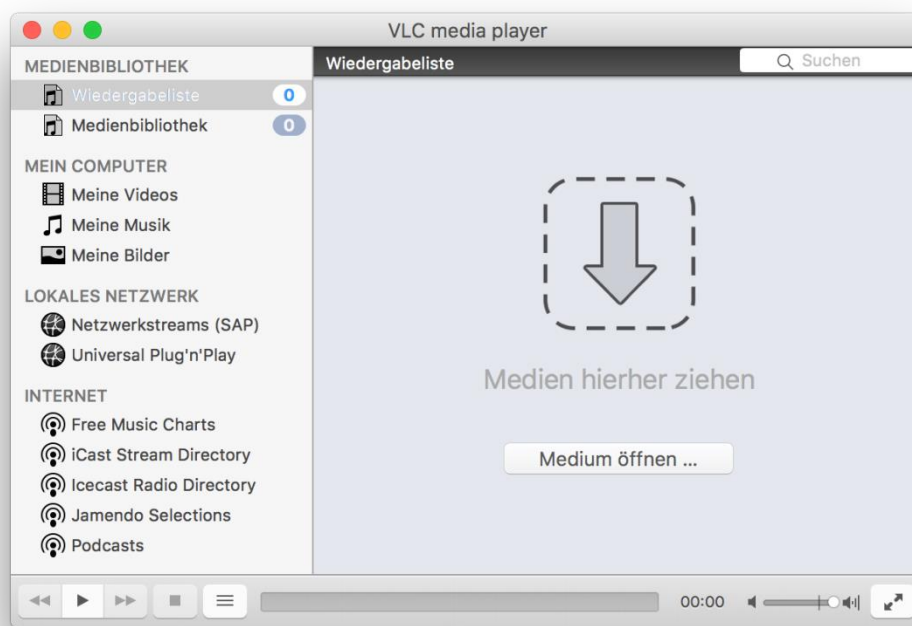 VLC media player
MEDIENBIBLIOTHEK
Wiedergabeliste 0
Medienbibliothek 0
MEIN COMPUTER
Meine Videos
Meine Musik
Meine Bilder
LOKALES NETZWERK
Netzwerkstreams (SAP)
Universal Plug'n'Play
INTERNET
Free Music Charts
iCast Stream Directory
Icecast Radio Directory
Jamendo Selections
Podcasts
Wiedergabeliste
Suchen
Medien hierher ziehen
Medium öffnen ...
00:00